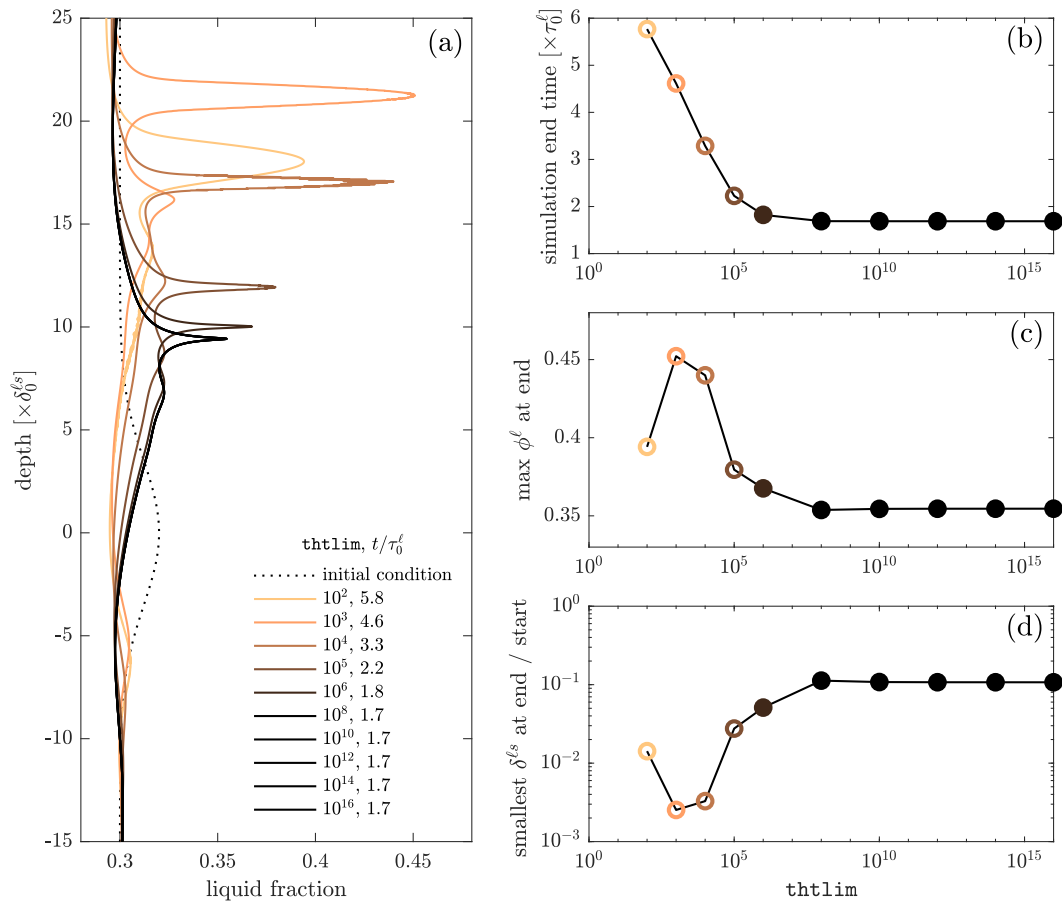 (a)
25
20
15
10
5
0
-5
-10
-15
depth [×δ₀^ℓs]
0.3 0.35 0.4 0.45
liquid fraction
thtlim, t/τ₀^ℓ
initial condition
10², 5.8
10³, 4.6
10⁴, 3.3
10⁵, 2.2
10⁶, 1.8
10⁸, 1.7
10¹⁰, 1.7
10¹², 1.7
10¹⁴, 1.7
10¹⁶, 1.7
(b)
simulation end time [×τ₀^ℓ]
6
5
4
3
2
1
10⁰ 10⁵ 10¹⁰ 10¹⁵
(c)
max ϕ^ℓ at end
0.45
0.4
0.35
10⁰ 10⁵ 10¹⁰ 10¹⁵
(d)
smallest δ^ℓs at end / start
10⁰
10⁻¹
10⁻²
10⁻³
10⁰ 10⁵ 10¹⁰ 10¹⁵
thtlim